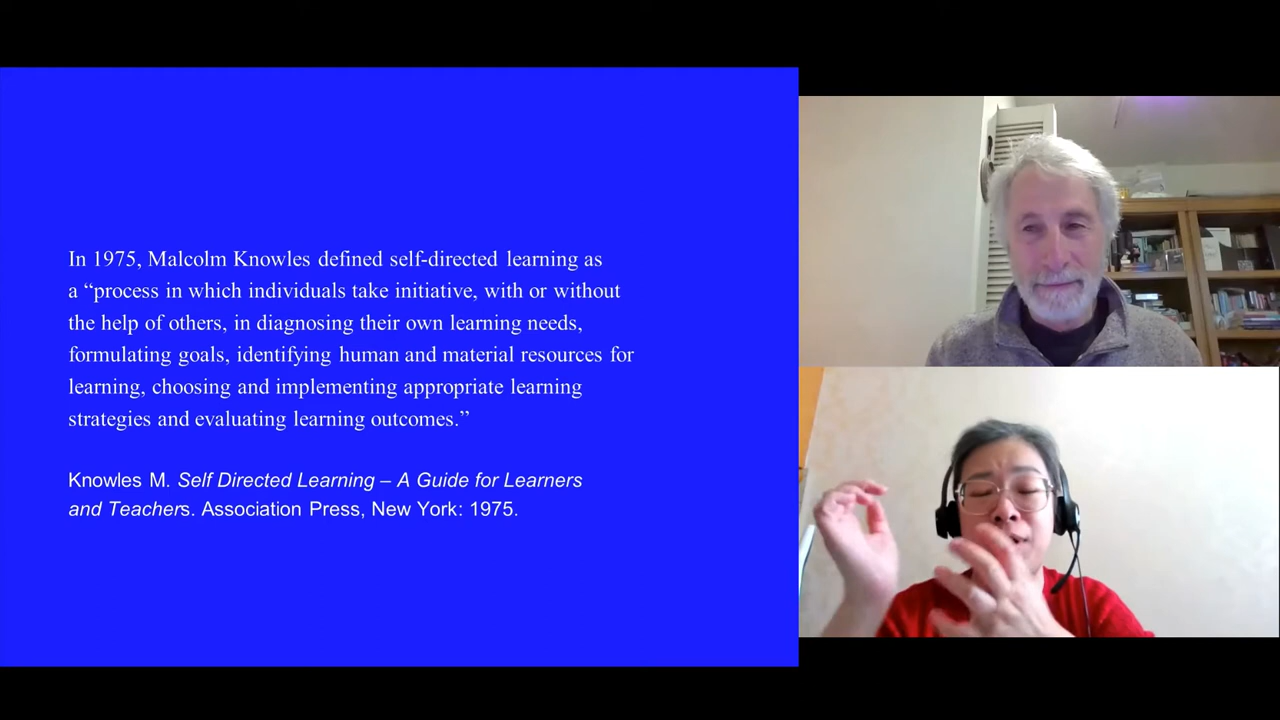 In 1975, Malcolm Knowles defined self-directed learning as
a “process in which individuals take initiative, with or without
the help of others, in diagnosing their own learning needs,
formulating goals, identifying human and material resources for
learning, choosing and implementing appropriate learning
strategies and evaluating learning outcomes.”
Knowles M. Self Directed Learning – A Guide for Learners
and Teachers. Association Press, New York: 1975.